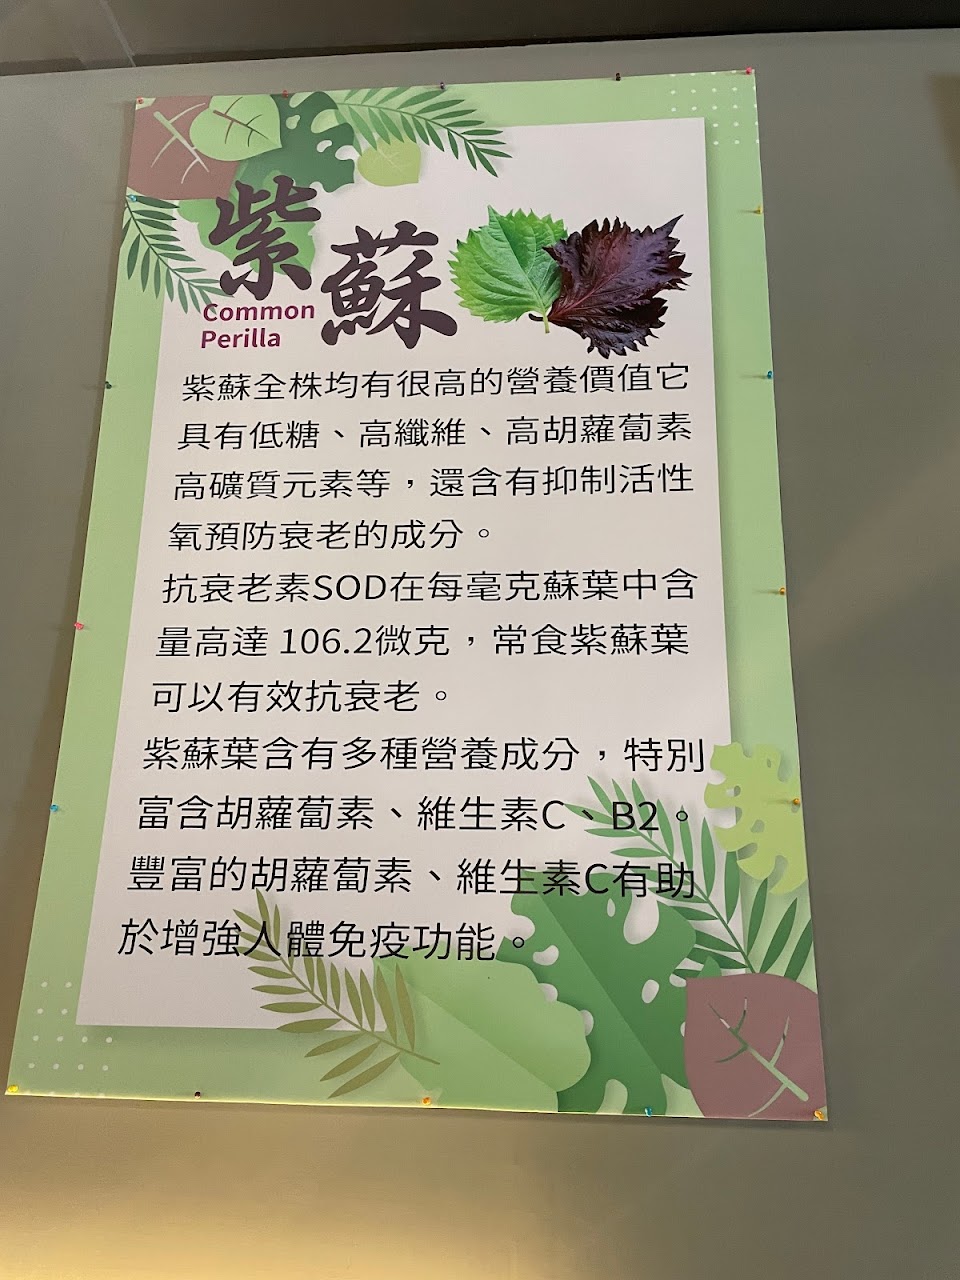 紫蘇
Common
Perilla
紫蘇全株均有很高的營養價值它
具有低糖、高纖維、高胡蘿蔔素
高礦質元素等，還含有抑制活性
氧預防衰老的成分。
抗衰老素SOD在每毫克蘇葉中含
量高達 106.2微克，常食紫蘇葉
可以有效抗衰老。
紫蘇葉含有多種營養成分，特別
富含胡蘿蔔素、維生素C、B2。
豐富的胡蘿蔔素、維生素C有助
於增強人體免疫功能。